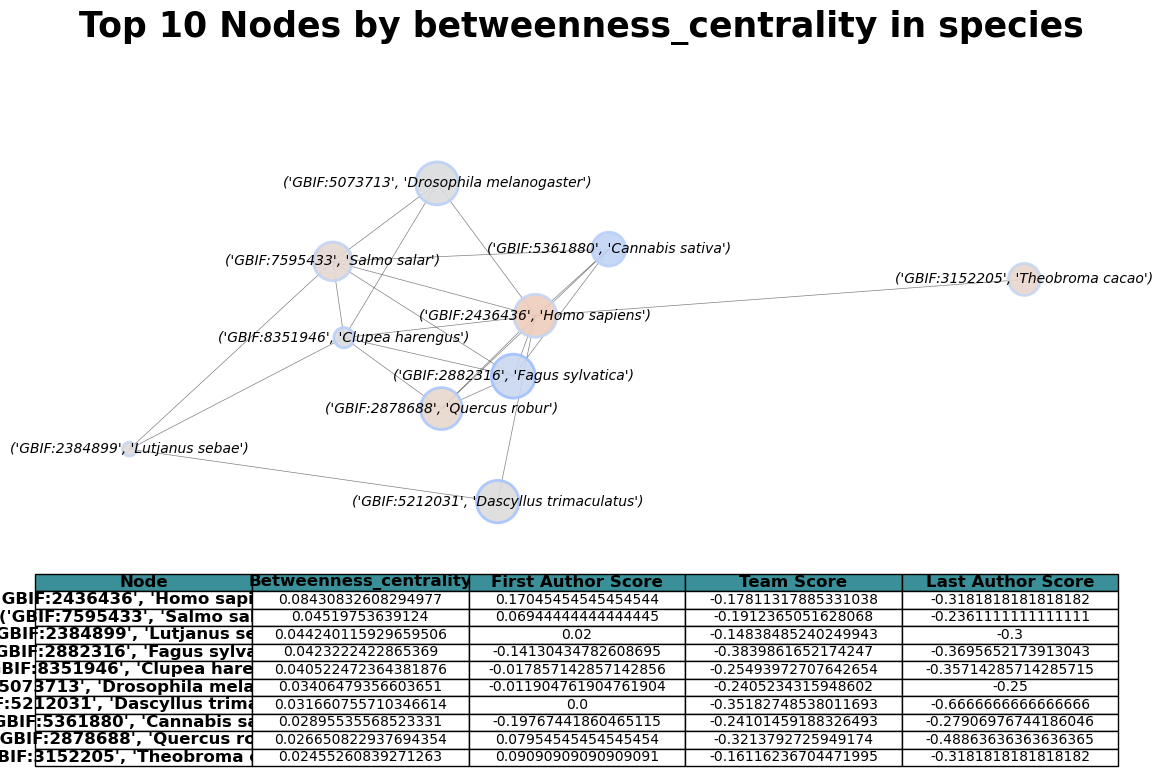 Top 10 Nodes by betweenness_centrality in species
('GBIF:5073713', 'Drosophila melanogaster')
('GBIF:5361880', 'Cannabis sativa')
('GBIF:7595433', 'Salmo salar')
('GBIF:3152205', 'Theobroma cacao')
('GBIF:2436436', 'Homo sapiens')
('GBIF:8351946', 'Clupea harengus')
('GBIF:2882316', 'Fagus sylvatica')
('GBIF:2878688', 'Quercus robur')
('GBIF:2384899', 'Lutjanus sebae')
('GBIF:5212031', 'Dascyllus trimaculatus')
Node Betweenness_centrality First Author Score Team Score Last Author Score
GBIF:2436436', 'Homo sapi 0.08430832608294977 0.17045454545454544 -0.17811317885331038 -0.3181818181818182
('GBIF:7595433', 'Salmo sal 0.04519753639124 0.06944444444444445 -0.1912365051628068 -0.2361111111111111
GBIF:2384899', 'Lutjanus se 0.044240115929659506 0.02 -0.14838485240249943 -0.3
GBIF:2882316', 'Fagus sylva 0.0423222422865369 -0.14130434782608695 -0.3839861652174247 -0.3695652173913043
GBIF:8351946', 'Clupea hare 0.040522472364381876 -0.017857142857142856 -0.25493972707642654 -0.35714285714285715
5073713', 'Drosophila mela 0.03406479356603651 -0.011904761904761904 -0.2405234315948602 -0.25
F:5212031', 'Dascyllus trima 0.031660755710346614 0.0 -0.35182748538011693 -0.6666666666666666
GBIF:5361880', 'Cannabis sa 0.02895535568523331 -0.19767441860465115 -0.24101459188326493 -0.27906976744186046
GBIF:2878688', 'Quercus ro 0.026650822937694354 0.07954545454545454 -0.3213792725949174 -0.48863636363636365
BIF:3152205', 'Theobroma c 0.02455260839271263 0.09090909090909091 -0.16116236704471995 -0.3181818181818182